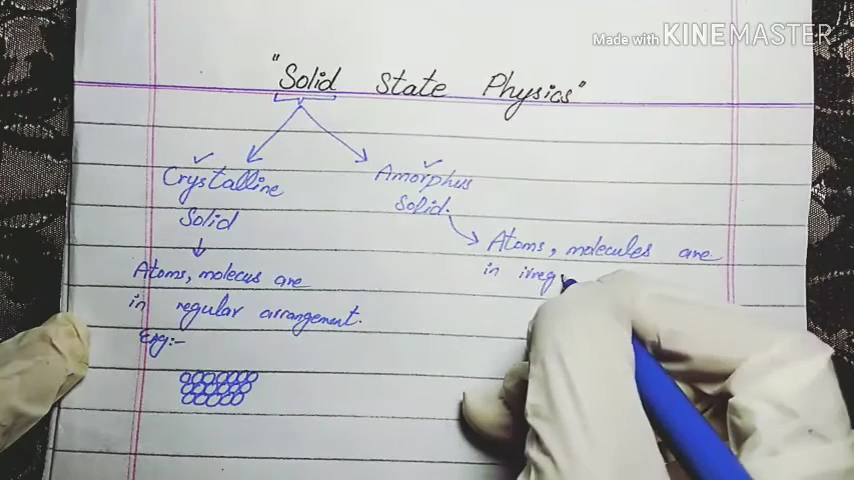 Made with KINEMASTER
"Solid State Physics"
Crystalline
Solid
Atoms, molecus are
in regular arrangement.
Eng:-
Amorphus
Solid.
Atoms, molecules are
in irreg